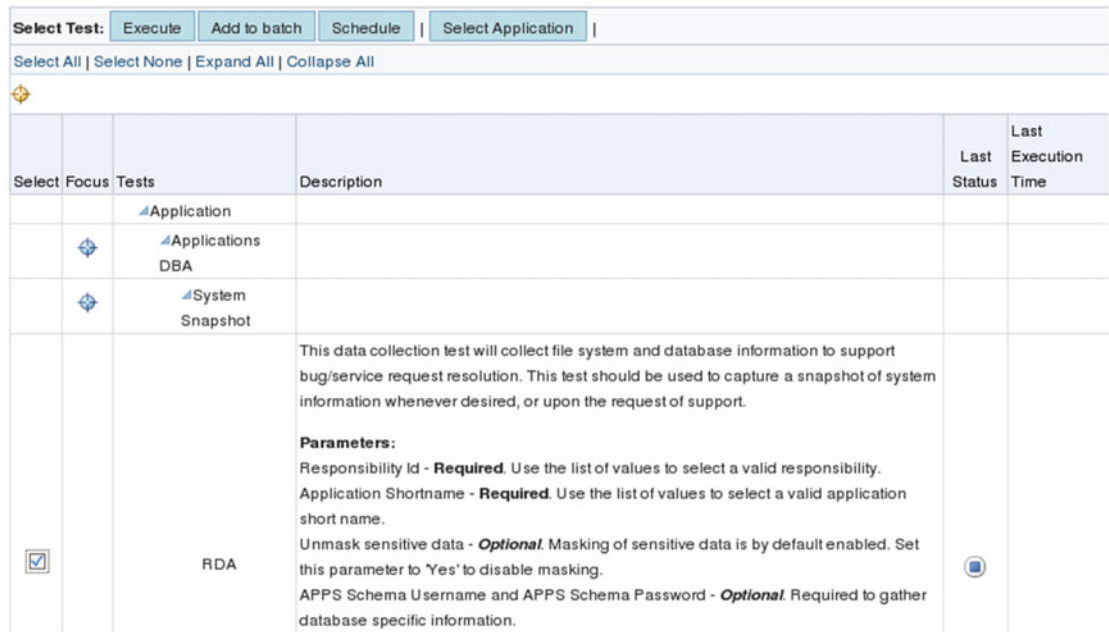 Select Test: Execute Add to batch Schedule | Select Application |
Select All | Select None | Expand All | Collapse All
Select Focus Tests Description Last Status Last Execution Time
Application
Applications
DBA
System
Snapshot
This data collection test will collect file system and database information to support
bug/service request resolution. This test should be used to capture a snapshot of system
information whenever desired, or upon the request of support.
Parameters:
Responsibility Id - Required. Use the list of values to select a valid responsibility.
Application Shortname - Required. Use the list of values to select a valid application
short name.
Unmask sensitive data - Optional. Masking of sensitive data is by default enabled. Set
RDA
this parameter to 'Yes' to disable masking.
APPS Schema Username and APPS Schema Password - Optional. Required to gather
database specific information.